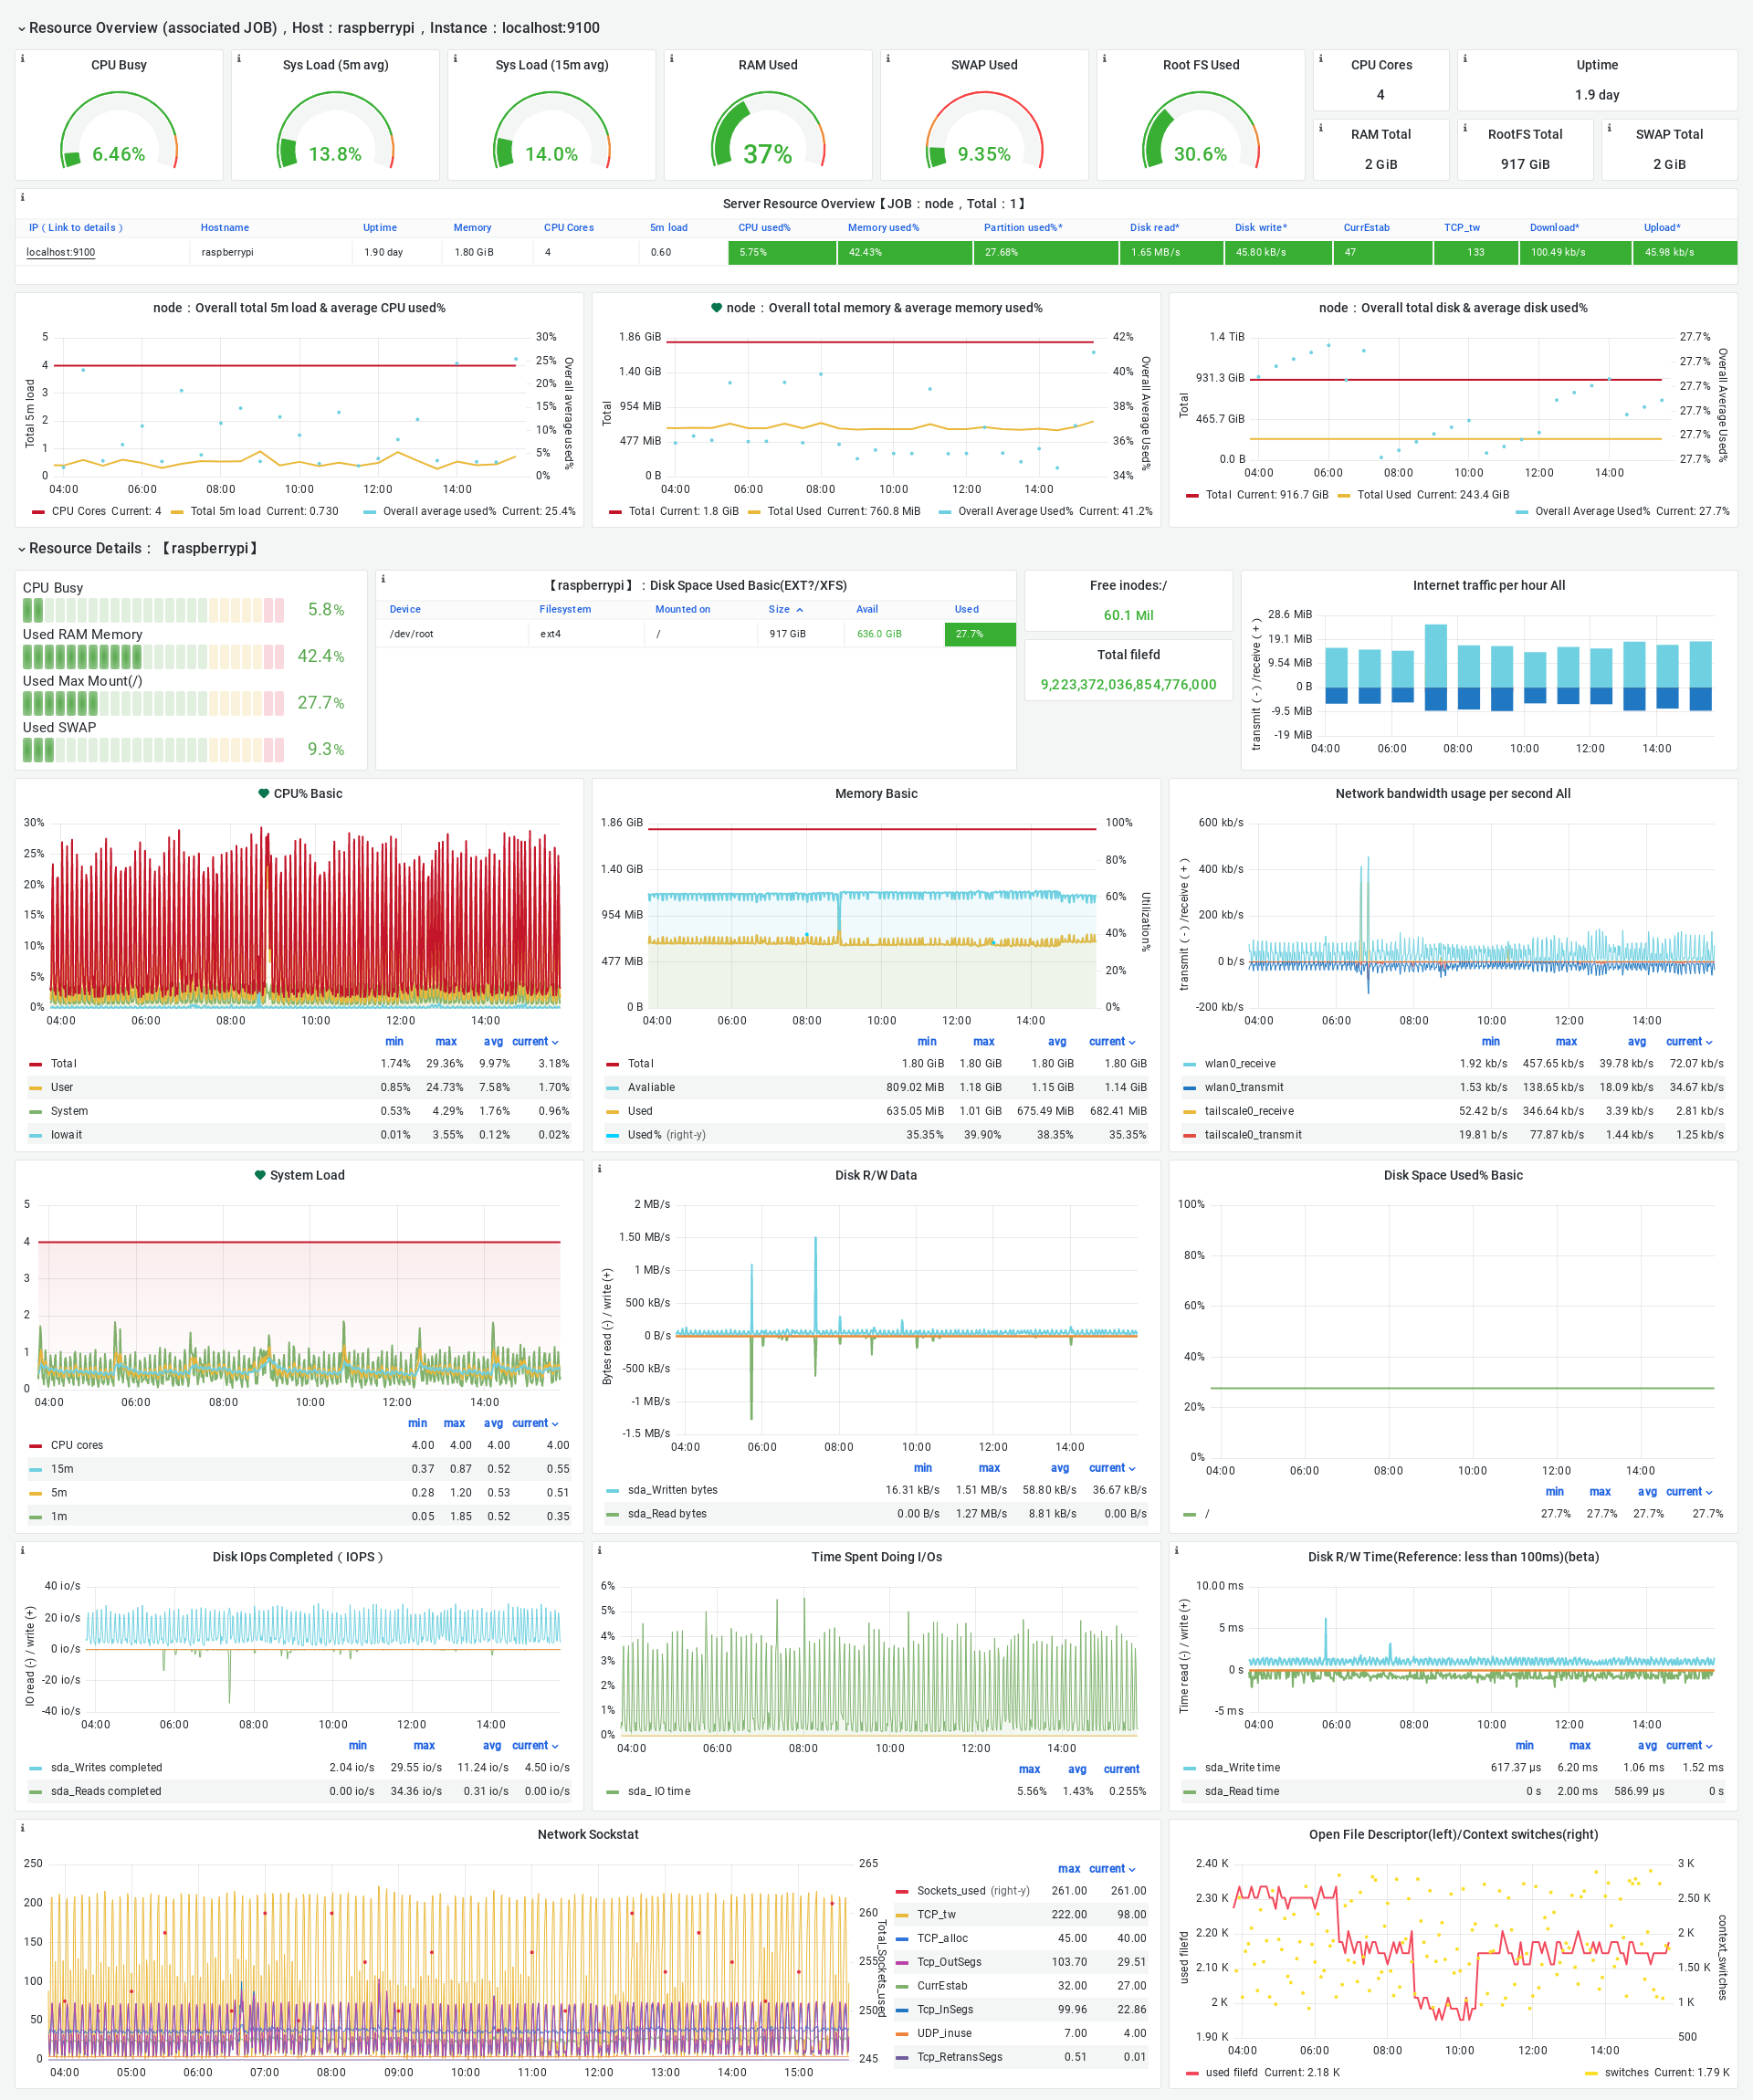 Resource Overview (associated JOB)，Host：raspberrypi，Instance：localhost:9100
CPU Busy
6.46%
Sys Load (5m avg)
13.8%
Sys Load (15m avg)
14.0%
RAM Used
37%
SWAP Used
9.35%
Root FS Used
30.6%
CPU Cores
4
Uptime
1.9 day
RAM Total
2 GiB
RootFS Total
917 GiB
SWAP Total
2 GiB
Server Resource Overview【JOB：node，Total：1】
IP（Link to details） Hostname Uptime Memory CPU Cores 5m load CPU used% Memory used% Partition used%* Disk read* Disk write* CurrEstab TCP_tw Download* Upload*
localhost:9100 raspberrypi 1.90 day 1.80 GiB 4 0.60 5.75% 42.43% 27.68% 1.65 MB/s 45.80 kB/s 47 133 100.49 kb/s 45.98 kb/s
node：Overall total 5m load & average CPU used%
5
4
3
2
1
0
Total 5m load
30%
25%
20%
15%
10%
5%
0%
Overall average used%
04:00 06:00 08:00 10:00 12:00 14:00
CPU Cores Current: 4 Total 5m load Current: 0.730 Overall average used% Current: 25.4%
node：Overall total memory & average memory used%
1.86 GiB
1.40 GiB
954 MiB
477 MiB
0 B
Total
42%
40%
38%
36%
34%
Overall Average Used%
04:00 06:00 08:00 10:00 12:00 14:00
Total Current: 1.8 GiB Total Used Current: 760.8 MiB Overall Average Used% Current: 41.2%
node：Overall total disk & average disk used%
1.4 TiB
931.3 GiB
465.7 GiB
0.0 B
Total
27.7%
27.7%
27.7%
27.7%
27.7%
27.7%
Overall Average Used%
04:00 06:00 08:00 10:00 12:00 14:00
Total Current: 916.7 GiB Total Used Current: 243.4 GiB
Overall Average Used% Current: 27.7%
Resource Details：【raspberrypi】
CPU Busy
5.8%
Used RAM Memory
42.4%
Used Max Mount(/)
27.7%
Used SWAP
9.3%
【raspberrypi】：Disk Space Used Basic(EXT?/XFS)
Device Filesystem Mounted on Size Avail Used
/dev/root ext4 / 917 GiB 636.0 GiB 27.7%
Free inodes:/
60.1 Mil
Total filefd
9,223,372,036,854,776,000
Internet traffic per hour All
28.6 MiB
19.1 MiB
9.54 MiB
0 B
-9.5 MiB
-19 MiB
transmit（-）/receive（+）
04:00 06:00 08:00 10:00 12:00 14:00
CPU% Basic
30%
25%
20%
15%
10%
5%
0%
04:00 06:00 08:00 10:00 12:00 14:00
min max avg current
Total 1.74% 29.36% 9.97% 3.18%
User 0.85% 24.73% 7.58% 1.70%
System 0.53% 4.29% 1.76% 0.96%
Iowait 0.01% 3.55% 0.12% 0.02%
Memory Basic
1.86 GiB
1.40 GiB
954 MiB
477 MiB
0 B
100%
80%
60%
40%
20%
0%
Utilization%
04:00 06:00 08:00 10:00 12:00 14:00
min max avg current
Total 1.80 GiB 1.80 GiB 1.80 GiB 1.80 GiB
Avaliable 809.02 MiB 1.18 GiB 1.15 GiB 1.14 GiB
Used 635.05 MiB 1.01 GiB 675.49 MiB 682.41 MiB
Used% (right-y) 35.35% 39.90% 38.35% 35.35%
Network bandwidth usage per second All
600 kb/s
400 kb/s
200 kb/s
0 b/s
-200 kb/s
transmit（-）/receive（+）
04:00 06:00 08:00 10:00 12:00 14:00
min max avg current
wlan0_receive 1.92 kb/s 457.65 kb/s 39.78 kb/s 72.07 kb/s
wlan0_transmit 1.53 kb/s 138.65 kb/s 18.09 kb/s 34.67 kb/s
tailscale0_receive 52.42 b/s 346.64 kb/s 3.39 kb/s 2.81 kb/s
tailscale0_transmit 19.81 b/s 77.87 kb/s 1.44 kb/s 1.25 kb/s
System Load
5
4
3
2
1
0
04:00 06:00 08:00 10:00 12:00 14:00
min max avg current
CPU cores 4.00 4.00 4.00 4.00
15m 0.37 0.87 0.52 0.55
5m 0.28 1.20 0.53 0.51
1m 0.05 1.85 0.52 0.35
Disk R/W Data
2 MB/s
1.50 MB/s
1 MB/s
500 kB/s
0 B/s
-500 kB/s
-1 MB/s
-1.5 MB/s
Bytes read (-) / write (+)
04:00 06:00 08:00 10:00 12:00 14:00
min max avg current
sda_Written bytes 16.31 kB/s 1.51 MB/s 58.80 kB/s 36.67 kB/s
sda_Read bytes 0.00 B/s 1.27 MB/s 8.81 kB/s 0.00 B/s
Disk Space Used% Basic
100%
80%
60%
40%
20%
0%
04:00 06:00 08:00 10:00 12:00 14:00
min max avg current
/ 27.7% 27.7% 27.7% 27.7%
Disk IOps Completed（IOPS）
40 io/s
20 io/s
0 io/s
-20 io/s
-40 io/s
IO read (-) / write (+)
04:00 06:00 08:00 10:00 12:00 14:00
min max avg current
sda_Writes completed 2.04 io/s 29.55 io/s 11.24 io/s 4.50 io/s
sda_Reads completed 0.00 io/s 34.36 io/s 0.31 io/s 0.00 io/s
Time Spent Doing I/Os
6%
5%
4%
3%
2%
1%
0%
04:00 06:00 08:00 10:00 12:00 14:00
max avg current
sda_ IO time 5.56% 1.43% 0.255%
Disk R/W Time(Reference: less than 100ms)(beta)
10.00 ms
5 ms
0 s
-5 ms
Time read (-) / write (+)
04:00 06:00 08:00 10:00 12:00 14:00
min max avg current
sda_Write time 617.37 µs 6.20 ms 1.06 ms 1.52 ms
sda_Read time 0 s 2.00 ms 586.99 µs 0 s
Network Sockstat
250
200
150
100
50
0
265
260
255
250
245
Total_Sockets_used
04:00 05:00 06:00 07:00 08:00 09:00 10:00 11:00 12:00 13:00 14:00 15:00
max current
Sockets_used (right-y) 261.00 261.00
TCP_tw 222.00 98.00
TCP_alloc 45.00 40.00
Tcp_OutSegs 103.70 29.51
CurrEstab 32.00 27.00
Tcp_InSegs 99.96 22.86
UDP_inuse 7.00 4.00
Tcp_RetransSegs 0.51 0.01
Open File Descriptor(left)/Context switches(right)
2.40 K
2.30 K
2.20 K
2.10 K
2 K
1.90 K
used filefd
3 K
2.50 K
2 K
1.50 K
1 K
500
context_switches
04:00 06:00 08:00 10:00 12:00 14:00
used filefd Current: 2.18 K switches Current: 1.79 K